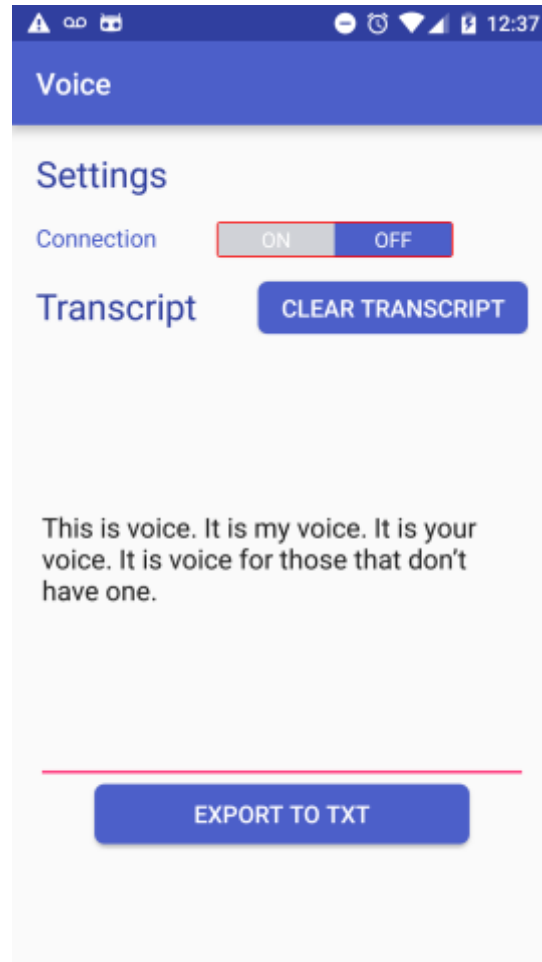 12:37
Voice
Settings
Connection ON OFF
Transcript CLEAR TRANSCRIPT
This is voice. It is my voice. It is your
voice. It is voice for those that don’t
have one.
EXPORT TO TXT